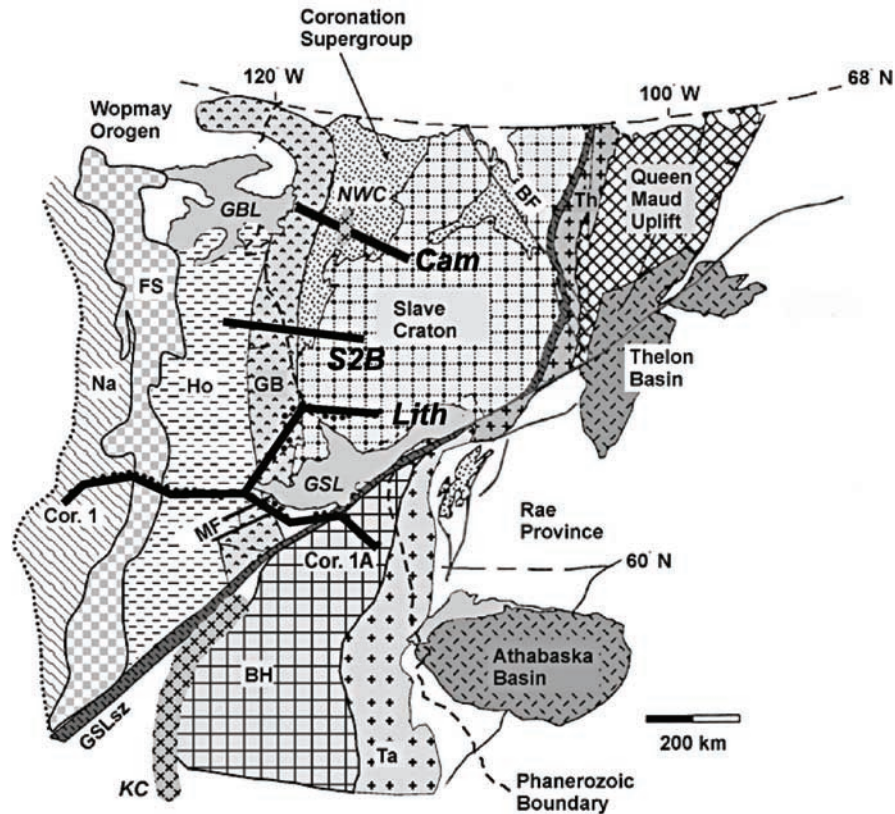 Coronation
Supergroup
120° W
100° W
68° N
Wopmay
Orogen
NWC
BF
Th
Queen
Maud
Uplift
GBL
Cam
FS
Slave
Craton
S2B
Thelon
Basin
Na
Ho
GB
Lith
GSL
Cor. 1
MF
Cor. 1A
Rae
Province
60° N
BH
Athabaska
Basin
GSLsz
Ta
200 km
KC
Phanerozoic
Boundary